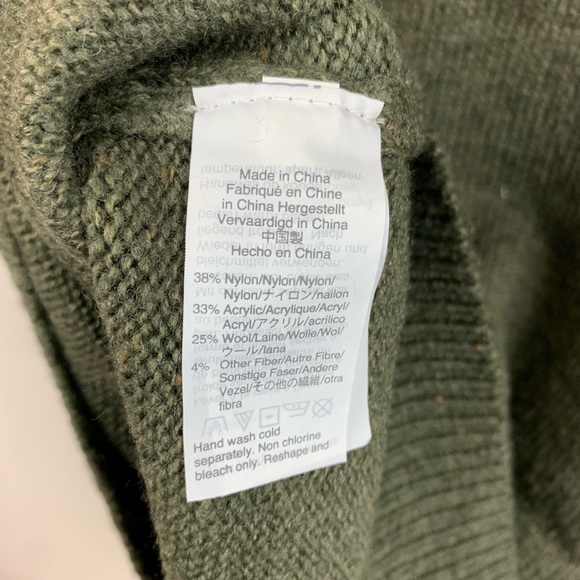 Made in China
Fabriqué en Chine
in China Hergestellt
Vervaardigd in China
中国製
Hecho en China
38% Nylon/Nylon/Nylon/
Nylon/ナイロン/nailon
33% Acrylic/Acrylique/Acryl/
Acryl/アクリル/acrílico
25% Wool/Laine/Wolle/Wol/
ウール/lana
4% Other Fiber/Autre Fibre/
Sonstige Faser/Andere
Vezel/その他の繊維/otra
fibra
Hand wash cold
separately. Non chlorine
bleach only. Reshape and